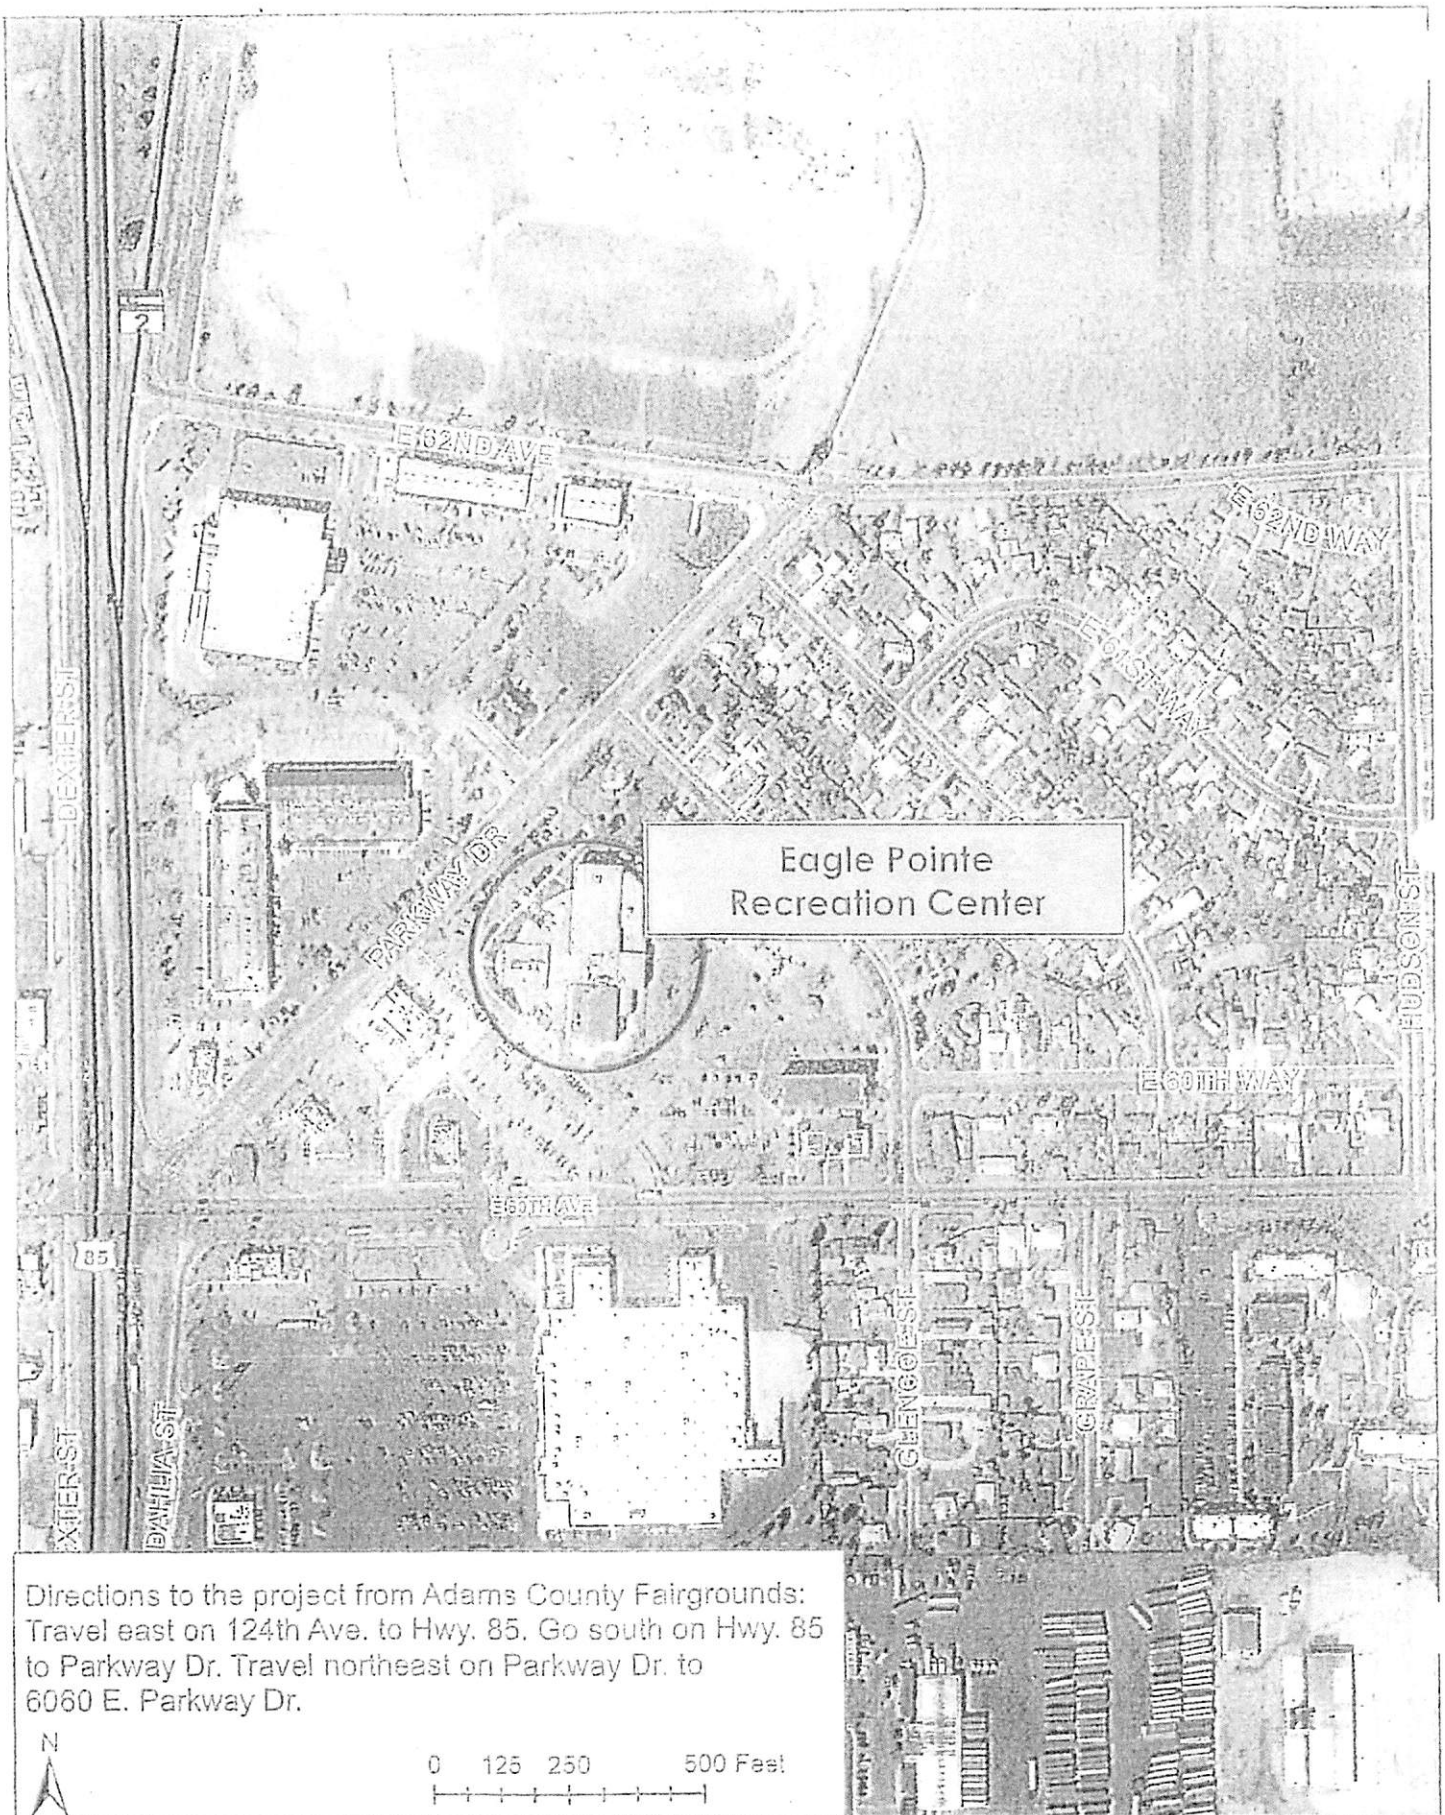 2
E 62ND AVE
E 62ND WAY
E 61ST WAY
DEXTER ST
PARKWAY DR
Eagle Pointe
Recreation Center
HUDSON ST
E 60TH WAY
E 60TH AVE
85
GLENCOE ST
GRAPE ST
XTER ST
DAHLIA ST
Directions to the project from Adams County Fairgrounds:
Travel east on 124th Ave. to Hwy. 85. Go south on Hwy. 85
to Parkway Dr. Travel northeast on Parkway Dr. to
6060 E. Parkway Dr.
N
0 125 250 500 Feet